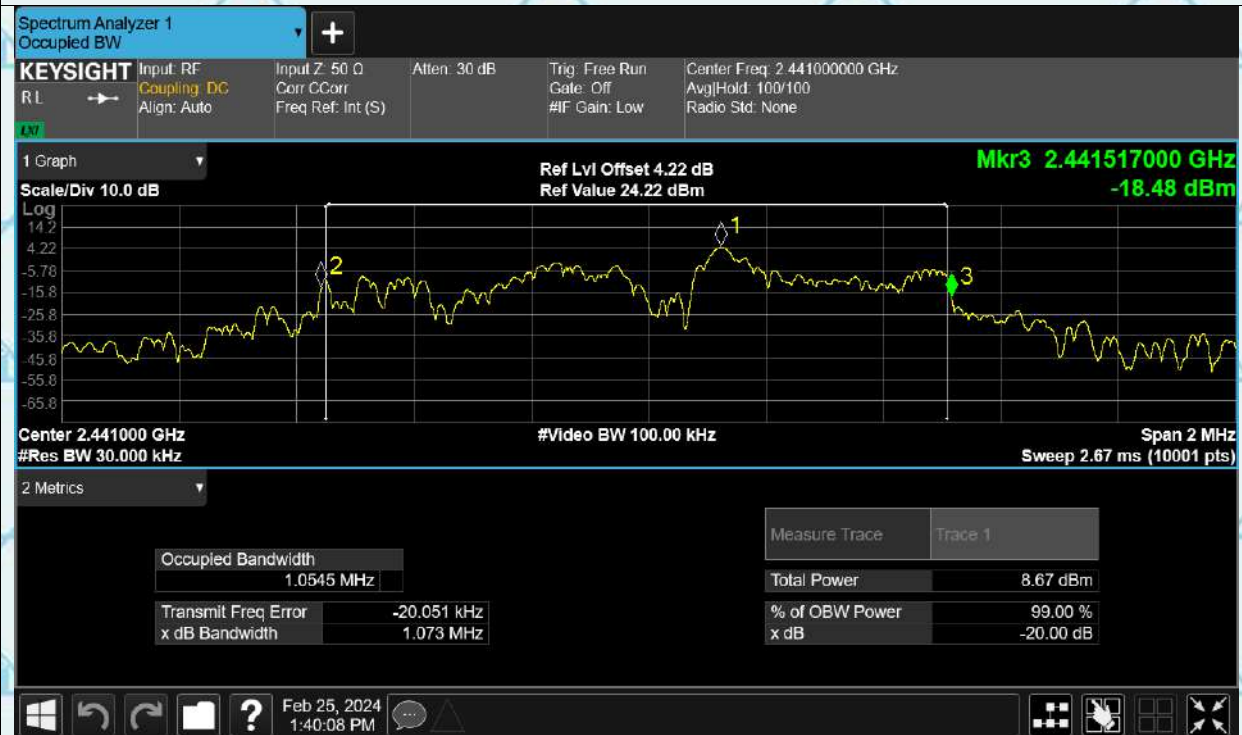 Spectrum Analyzer 1
Occupied BW
+
KEYSIGHT
RL
LXI
Input: RF
Coupling: DC
Align: Auto
Input Z: 50 Ω
Corr CCorr
Freq Ref: Int (S)
Atten: 30 dB
Trig: Free Run
Gate: Off
#IF Gain: Low
Center Freq: 2.441000000 GHz
Avg|Hold: 100/100
Radio Std: None
1 Graph
Scale/Div 10.0 dB
Ref Lvl Offset 4.22 dB
Ref Value 24.22 dBm
Mkr3 2.441517000 GHz
-18.48 dBm
Log
14.2
4.22
-5.78
-15.8
-25.8
-35.8
-45.8
-55.8
-65.8
1
2
3
Center 2.441000 GHz
#Res BW 30.000 kHz
#Video BW 100.00 kHz
Span 2 MHz
Sweep 2.67 ms (10001 pts)
2 Metrics
Measure Trace Trace 1
Occupied Bandwidth
1.0545 MHz
Total Power 8.67 dBm
Transmit Freq Error -20.051 kHz
% of OBW Power 99.00 %
x dB Bandwidth 1.073 MHz
x dB -20.00 dB
?
Feb 25, 2024
1:40:08 PM